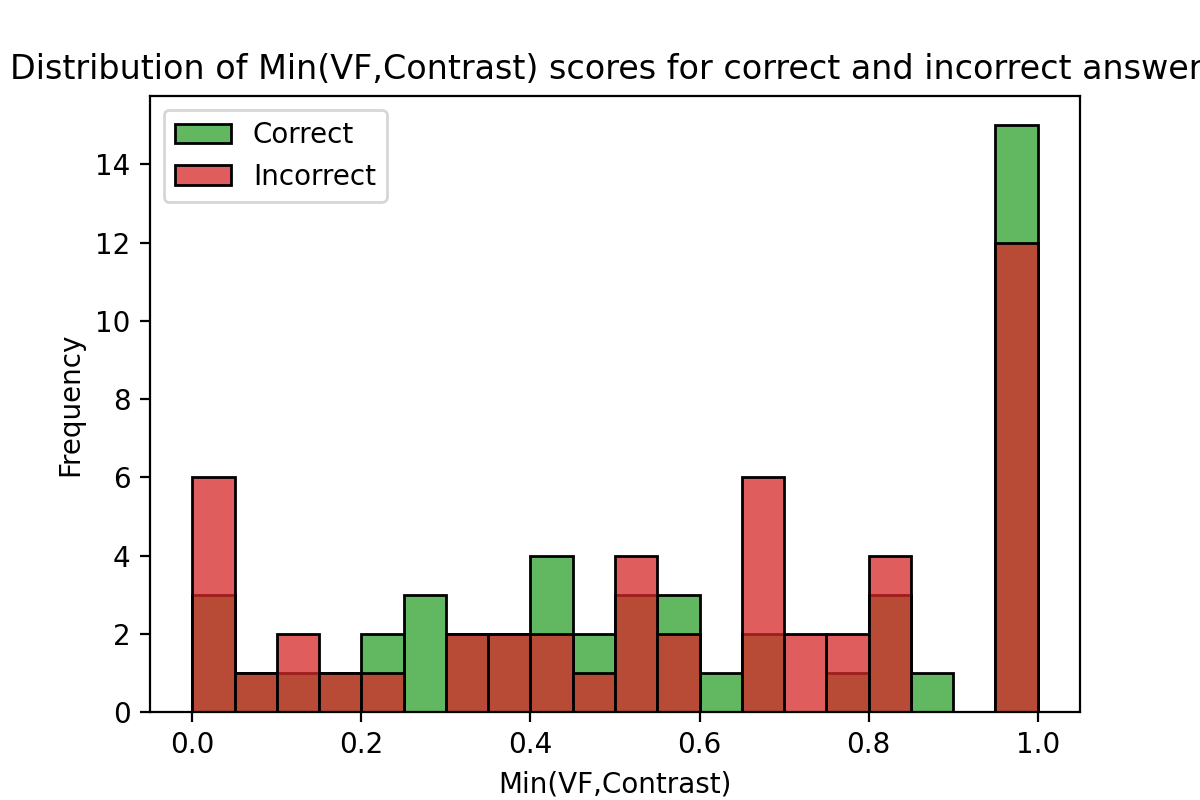 Distribution of Min(VF,Contrast) scores for correct and incorrect answer
Correct
Incorrect
Frequency
14
12
10
8
6
4
2
0
0.0 0.2 0.4 0.6 0.8 1.0
Min(VF,Contrast)